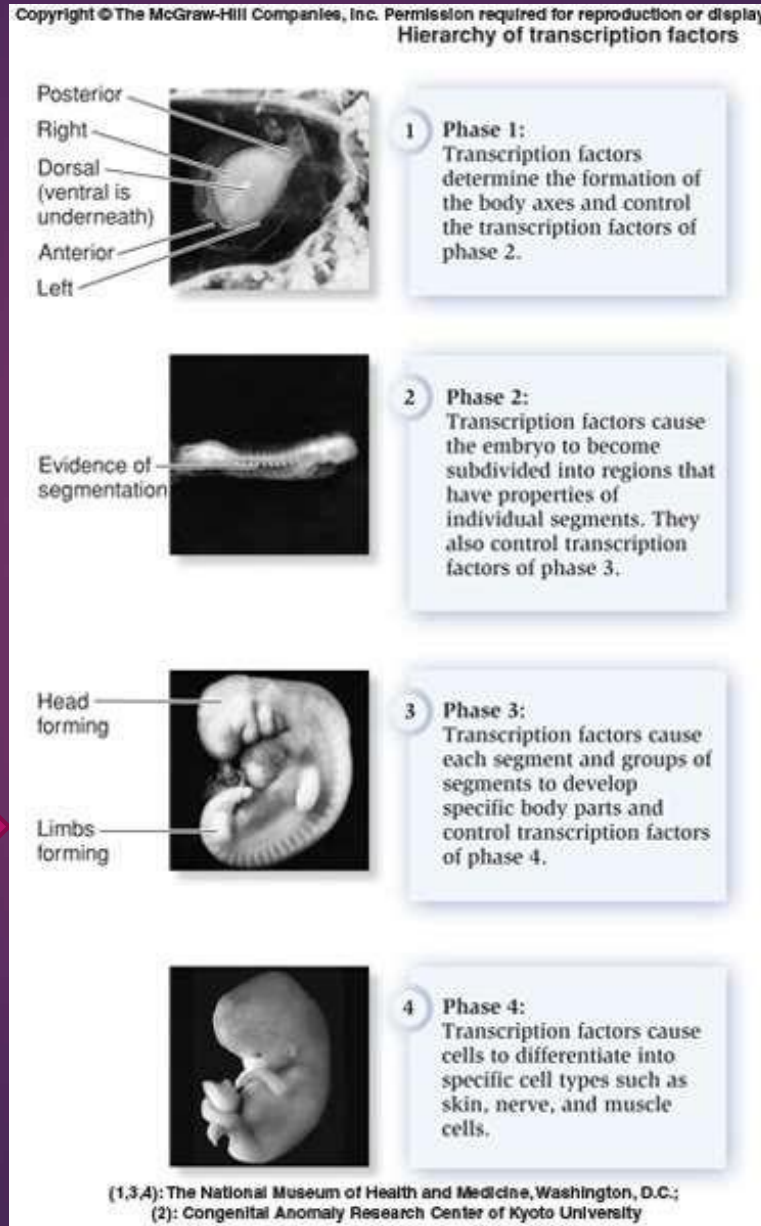 Copyright © The McGraw-Hill Companies, Inc. Permission required for reproduction or display
Hierarchy of transcription factors
Posterior
Right
Dorsal
(ventral is
underneath)
Anterior
Left
1 Phase 1:
Transcription factors
determine the formation of
the body axes and control
the transcription factors of
phase 2.
Evidence of
segmentation
2 Phase 2:
Transcription factors cause
the embryo to become
subdivided into regions that
have properties of
individual segments. They
also control transcription
factors of phase 3.
Head
forming
Limbs
forming
3 Phase 3:
Transcription factors cause
each segment and groups of
segments to develop
specific body parts and
control transcription factors
of phase 4.
4 Phase 4:
Transcription factors cause
cells to differentiate into
specific cell types such as
skin, nerve, and muscle
cells.
(1,3,4): The National Museum of Health and Medicine, Washington, D.C.;
(2): Congenital Anomaly Research Center of Kyoto University